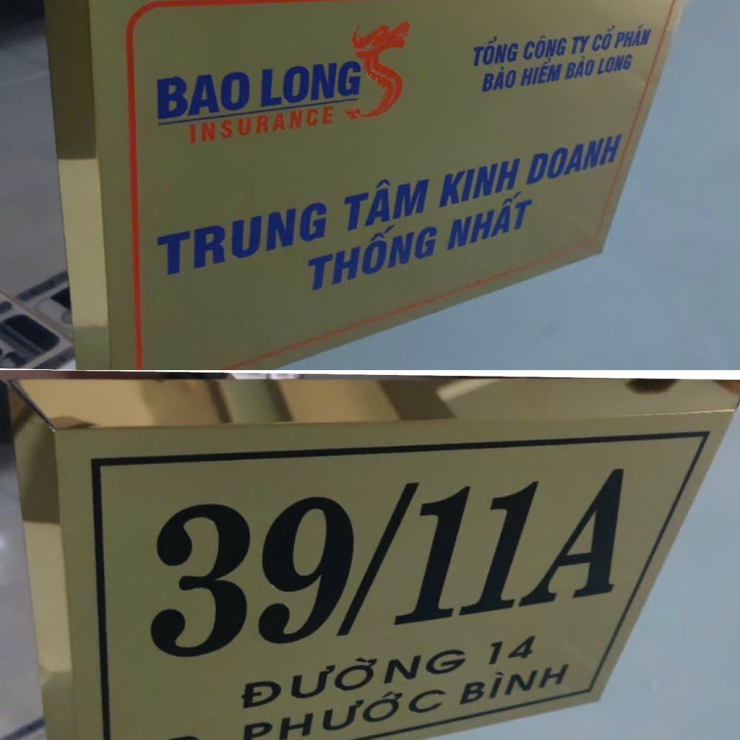 BAO LONG
INSURANCE
TỔNG CÔNG TY CỔ PHẦN
BẢO HIỂM BẢO LONG
TRUNG TÂM KINH DOANH
THỐNG NHẤT
39/11A
ĐƯỜNG 14
P. PHƯỚC BÌNH